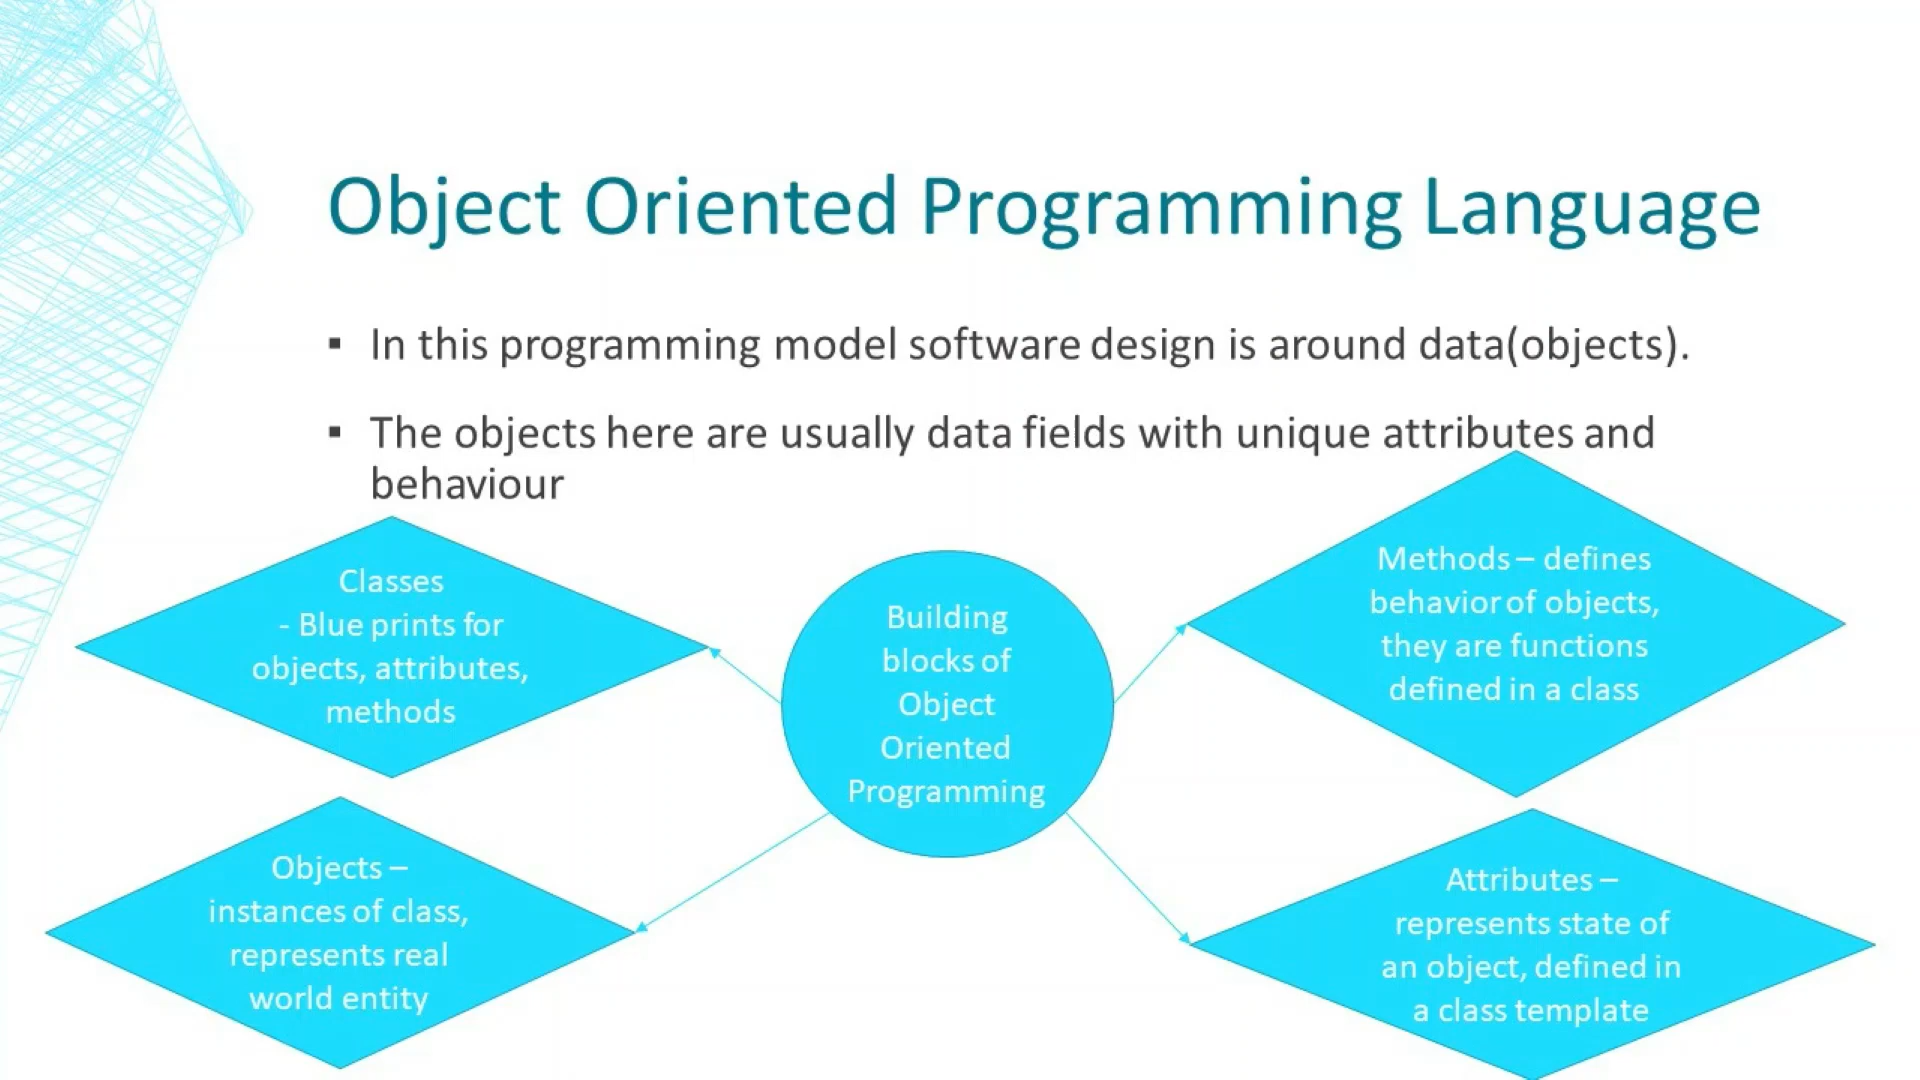 Object Oriented Programming Language
▪ In this programming model software design is around data(objects).
▪ The objects here are usually data fields with unique attributes and
behaviour
Classes
- Blue prints for
objects, attributes,
methods
Building
blocks of
Object
Oriented
Programming
Methods – defines
behavior of objects,
they are functions
defined in a class
Objects –
instances of class,
represents real
world entity
Attributes –
represents state of
an object, defined in
a class template